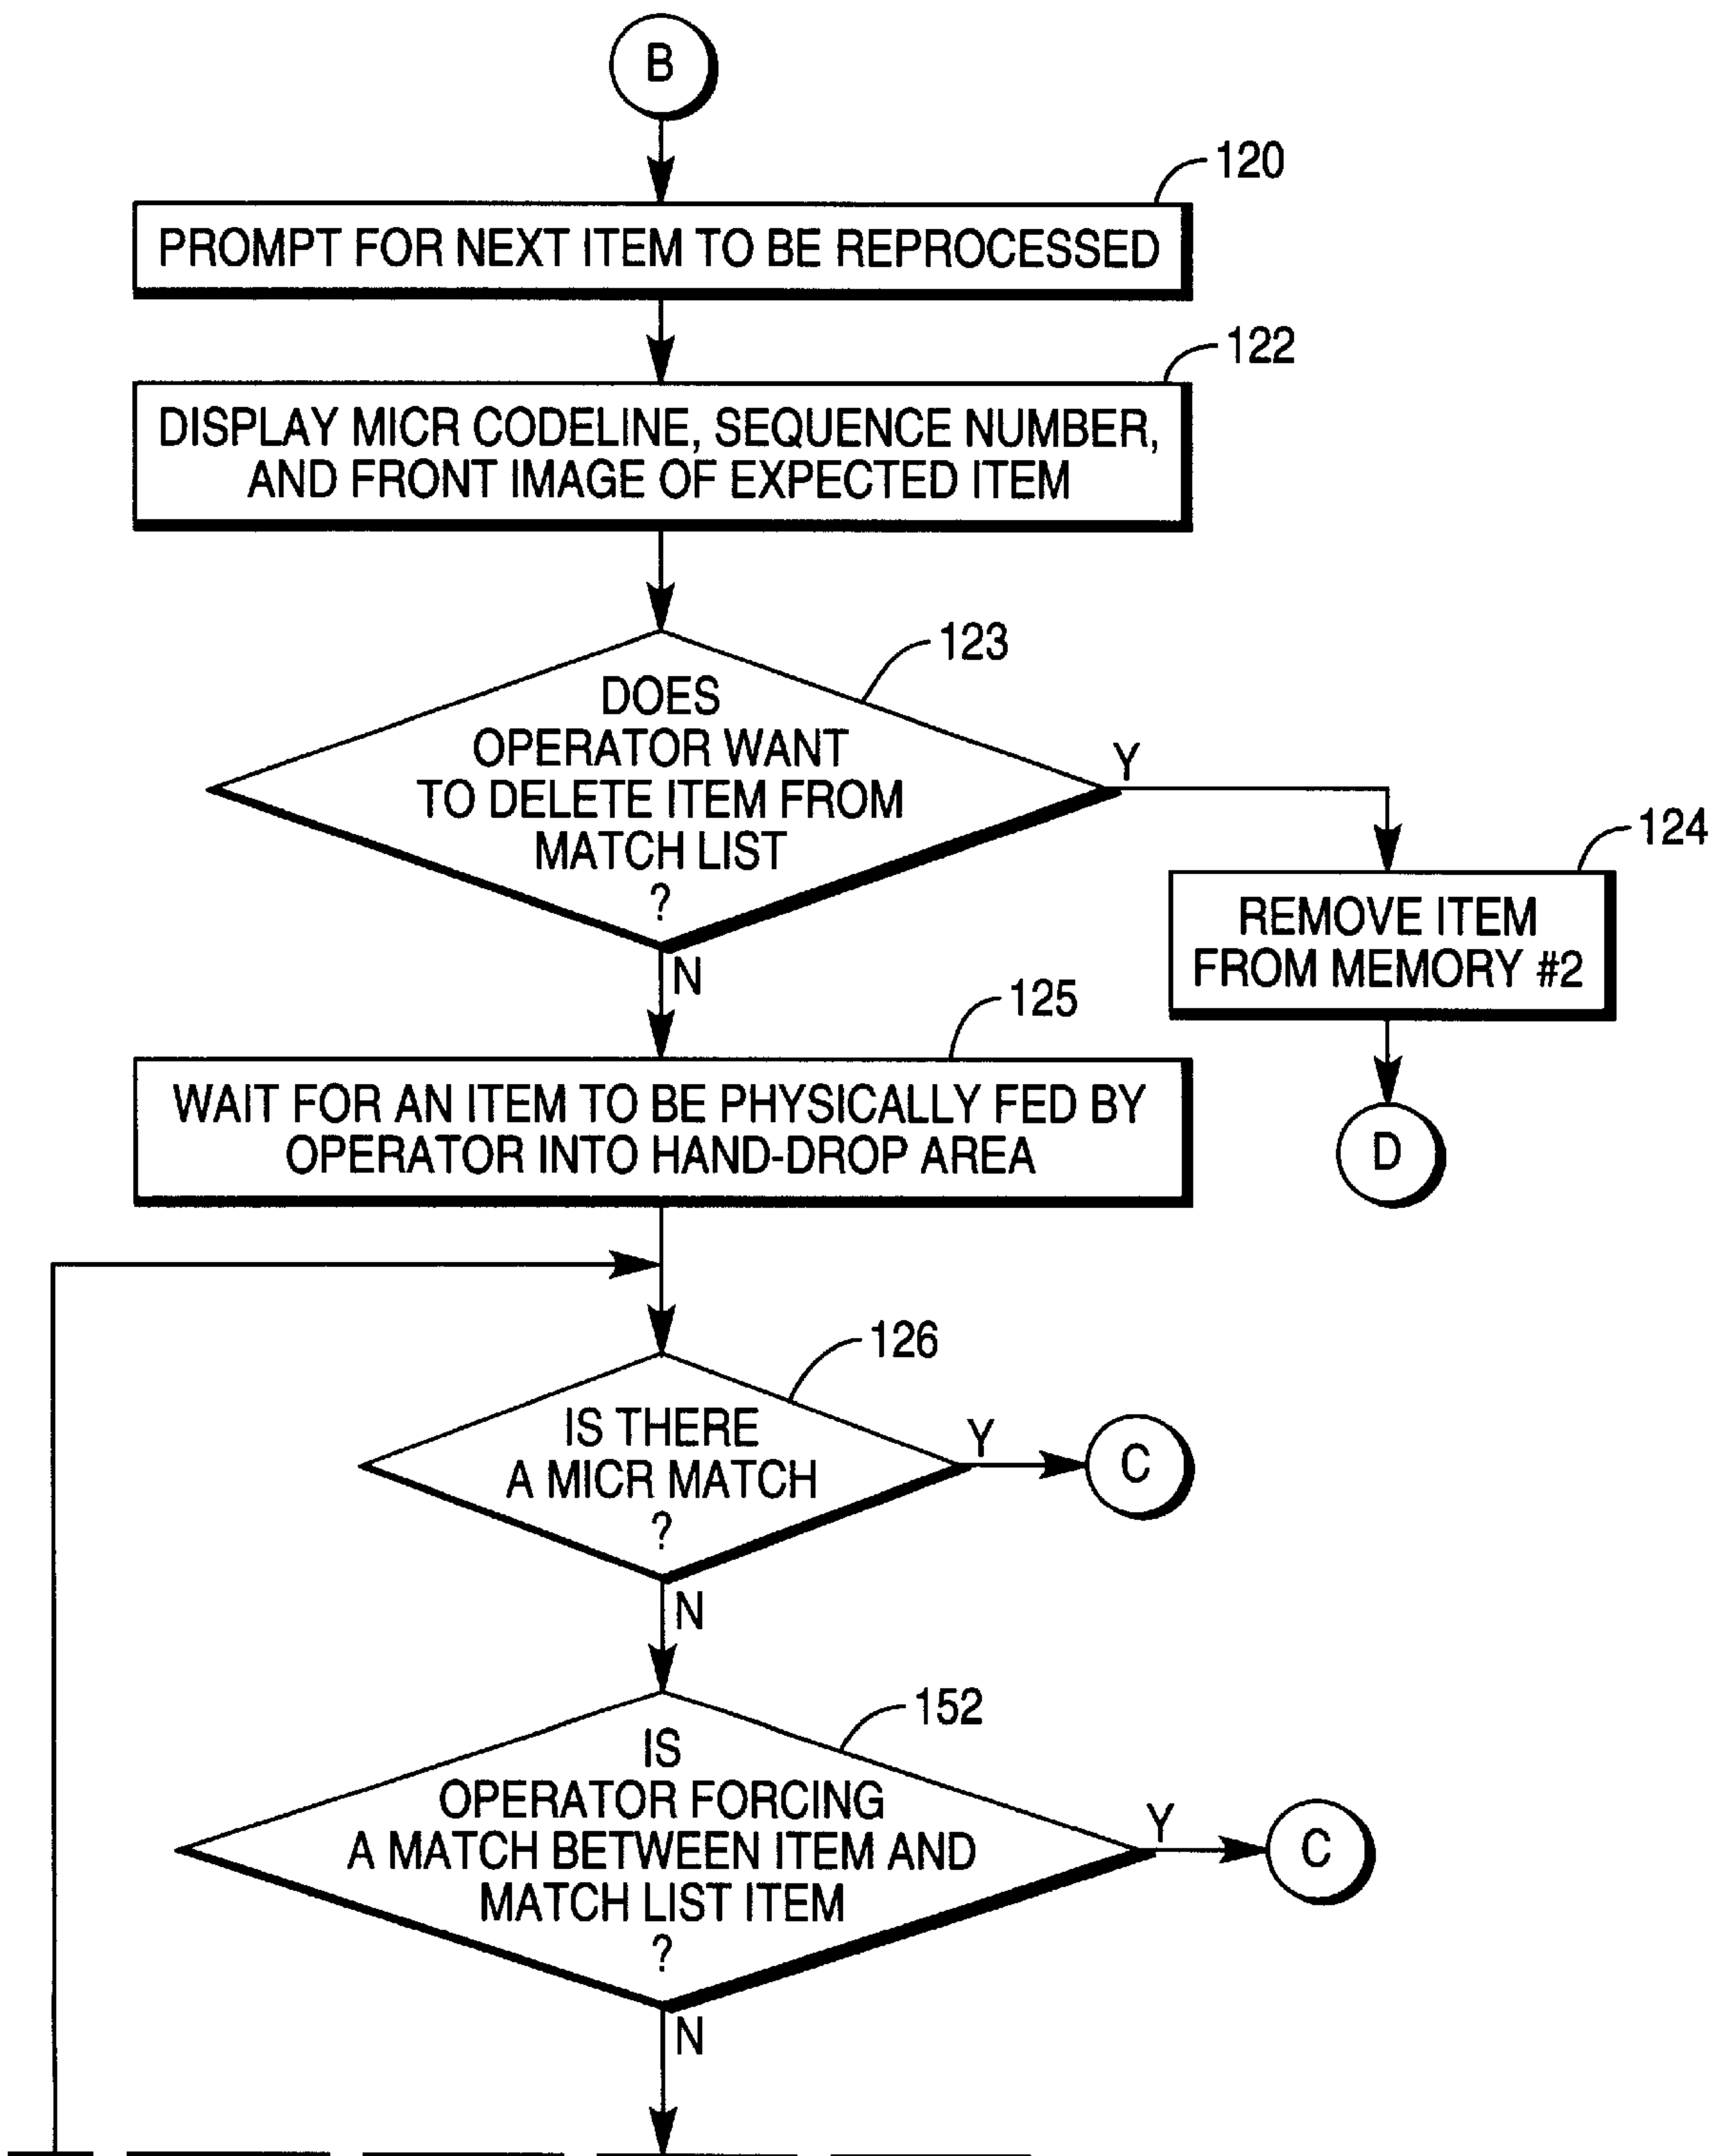 B
120
PROMPT FOR NEXT ITEM TO BE REPROCESSED
122
DISPLAY MICR CODELINE, SEQUENCE NUMBER,
AND FRONT IMAGE OF EXPECTED ITEM
123
DOES
OPERATOR WANT
TO DELETE ITEM FROM
MATCH LIST
?
Y
N
124
REMOVE ITEM
FROM MEMORY #2
D
125
WAIT FOR AN ITEM TO BE PHYSICALLY FED BY
OPERATOR INTO HAND-DROP AREA
126
IS THERE
A MICR MATCH
?
Y
C
N
152
IS
OPERATOR FORCING
A MATCH BETWEEN ITEM AND
MATCH LIST ITEM
?
Y
C
N